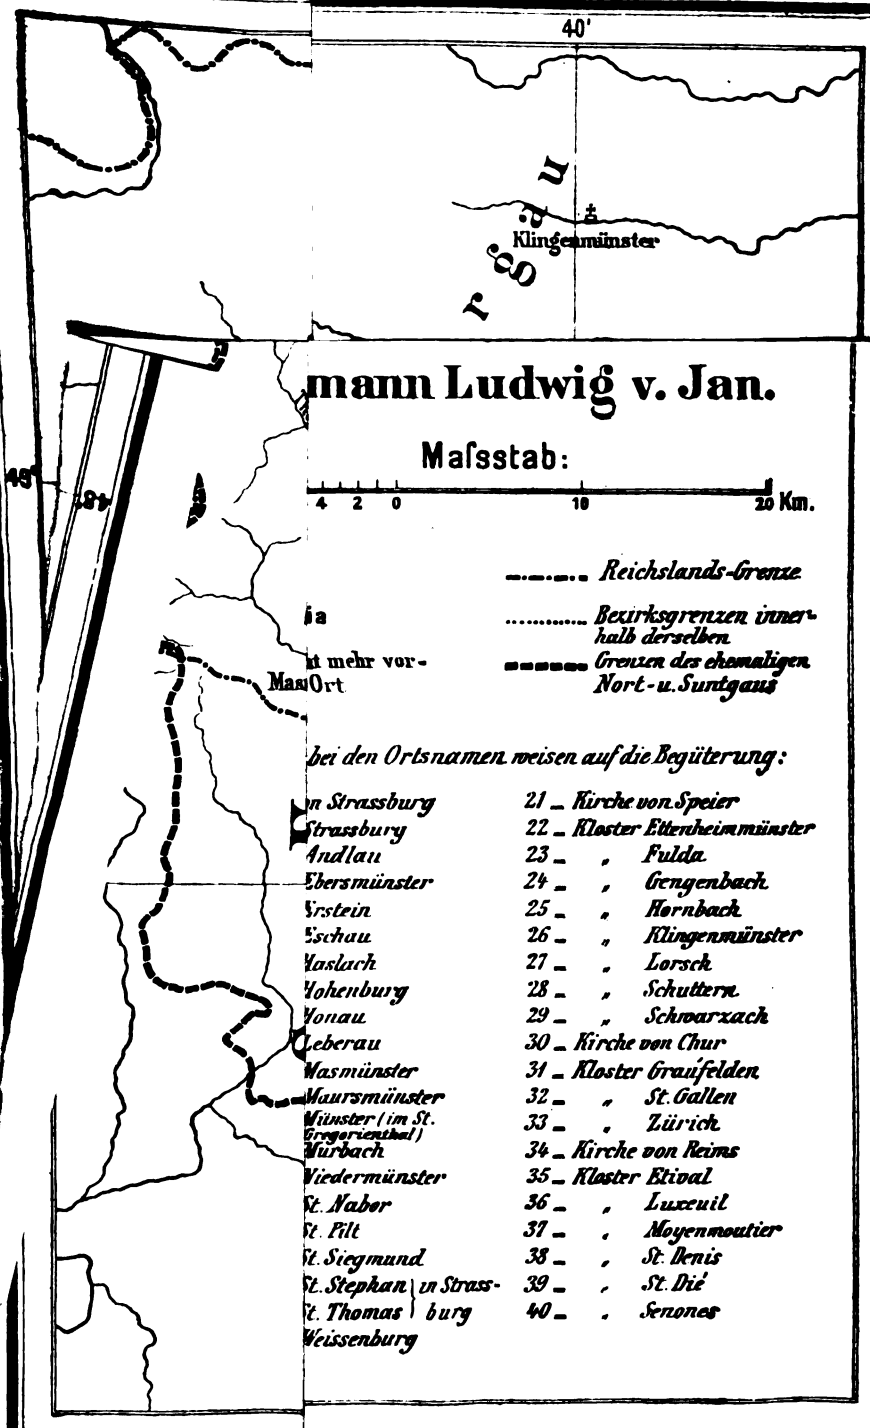 40'
rgau
Klingenmünster
mann Ludwig v. Jan.
Maſsstab:
4 2 0 10 20 Km.
Reichslands-Grenze
Bezirksgrenzen inner-
halb derselben
mehr vor-
Grenzen des ehemaligen
Ort
Nort- u. Suntgaus
Mas
bei den Ortsnamen weisen auf die Begüterung:
n Strassburg
Strassburg
Andlau
Ebersmünster
Erstein
Eschau
Haslach
Hohenburg
Honau
Leberau
Masmünster
Maursmünster
Münster (im St.
Gregorienthal)
Murbach
Niedermünster
St. Nabor
St. Pilt
St. Siegmund
St. Stephan } in Strass-
St. Thomas } burg
Weissenburg
21 – Kirche von Speier
22 – Kloster Ettenheimmünster
23 – „ Fulda
24 – „ Gengenbach
25 – „ Hornbach
26 – „ Klingenmünster
27 – „ Lorsch
28 – „ Schuttern
29 – „ Schwarzach
30 – Kirche von Chur
31 – Kloster Graufelden
32 – „ St. Gallen
33 – „ Zürich
34 – Kirche von Reims
35 – Kloster Etival
36 – „ Luxeuil
37 – „ Moyenmoutier
38 – „ St. Denis
39 – „ St. Dié
40 – „ Senones